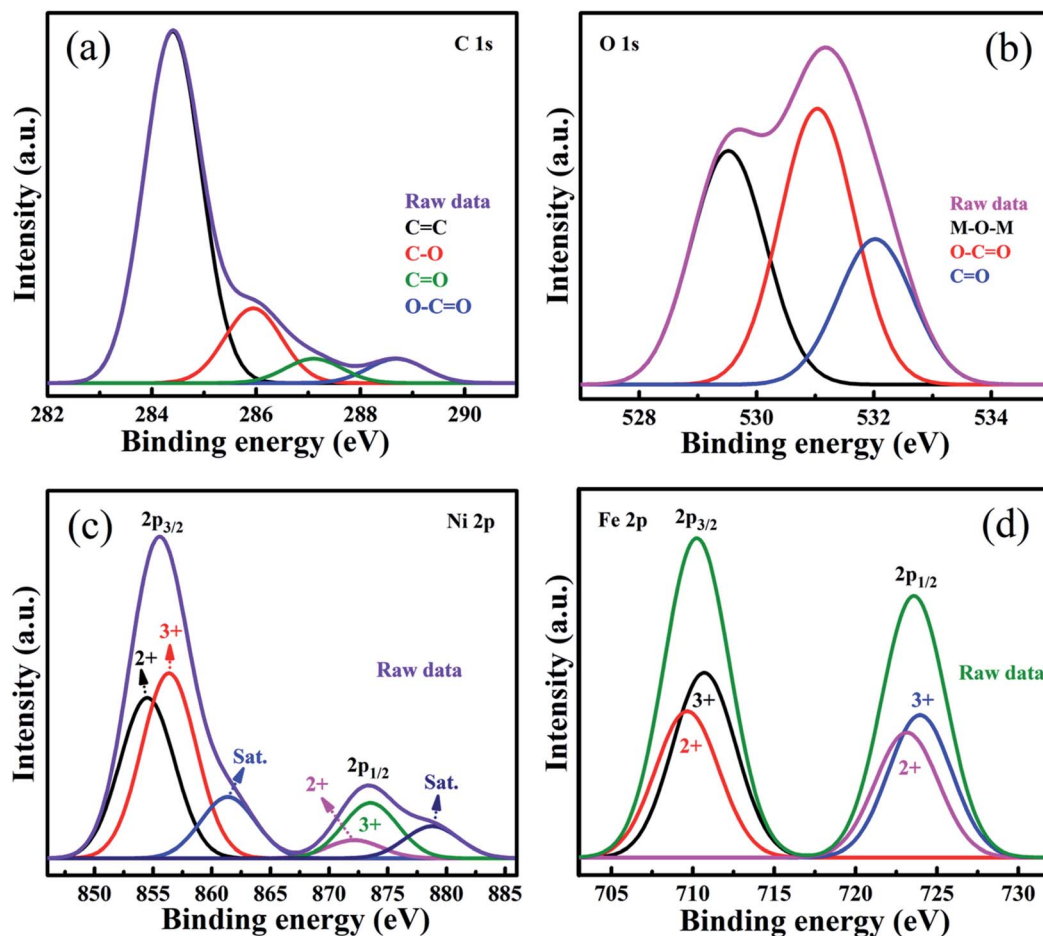 (a)
C 1s
Raw data
C=C
C-O
C=O
O-C=O
Intensity (a.u.)
282 284 286 288 290
Binding energy (eV)
(b)
O 1s
Raw data
M-O-M
O-C=O
C=O
Intensity (a.u.)
528 530 532 534
Binding energy (eV)
(c)
Ni 2p
2p3/2
3+
2+
Raw data
Sat.
2p1/2
2+
3+
Sat.
Intensity (a.u.)
850 855 860 865 870 875 880 885
Binding energy (eV)
(d)
Fe 2p
2p3/2
2p1/2
Raw data
3+
2+
3+
2+
Intensity (a.u.)
705 710 715 720 725 730
Binding energy (eV)